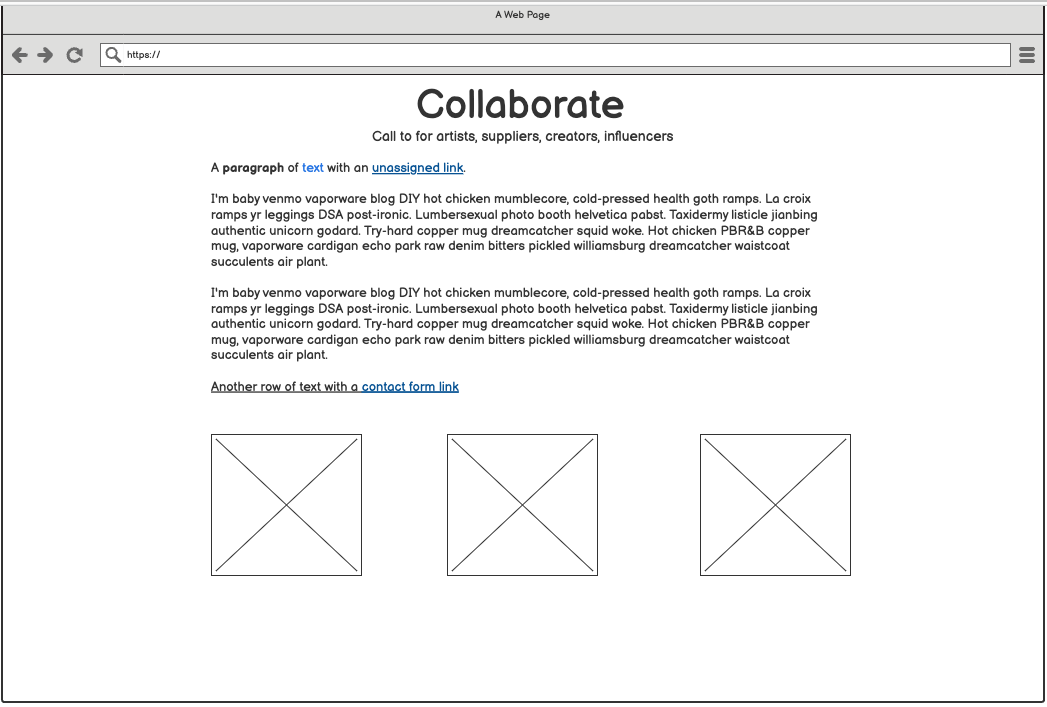 A Web Page
https://
Collaborate
Call to for artists, suppliers, creators, influencers
A paragraph of text with an unassigned link.
I'm baby venmo vaporware blog DIY hot chicken mumblecore, cold-pressed health goth ramps. La croix
ramps yr leggings DSA post-ironic. Lumbersexual photo booth helvetica pabst. Taxidermy listicle jianbing
authentic unicorn godard. Try-hard copper mug dreamcatcher squid woke. Hot chicken PBR&B copper
mug, vaporware cardigan echo park raw denim bitters pickled williamsburg dreamcatcher waistcoat
succulents air plant.
I'm baby venmo vaporware blog DIY hot chicken mumblecore, cold-pressed health goth ramps. La croix
ramps yr leggings DSA post-ironic. Lumbersexual photo booth helvetica pabst. Taxidermy listicle jianbing
authentic unicorn godard. Try-hard copper mug dreamcatcher squid woke. Hot chicken PBR&B copper
mug, vaporware cardigan echo park raw denim bitters pickled williamsburg dreamcatcher waistcoat
succulents air plant.
Another row of text with a contact form link